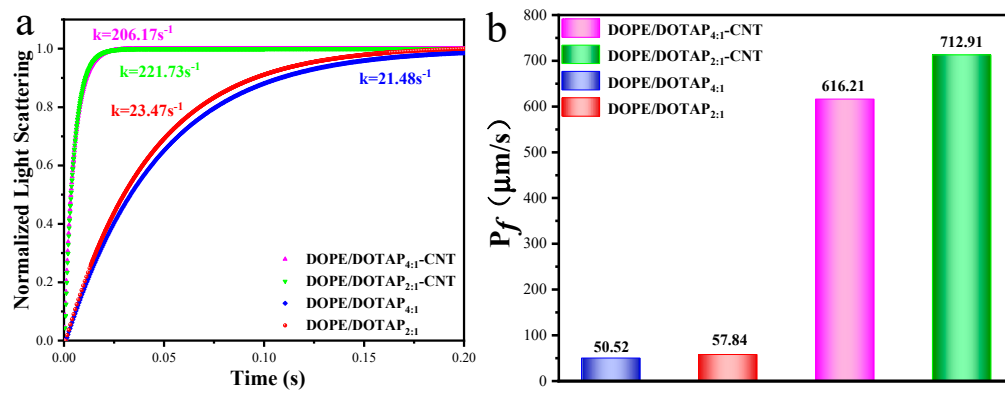 a
k=206.17s⁻¹
k=221.73s⁻¹
k=23.47s⁻¹
k=21.48s⁻¹
Normalized Light Scattering
1.0
0.8
0.6
0.4
0.2
0.0
DOPE/DOTAP₄:₁-CNT
DOPE/DOTAP₂:₁-CNT
DOPE/DOTAP₄:₁
DOPE/DOTAP₂:₁
0.00 0.05 0.10 0.15 0.20
Time (s)
b
Pf (μm/s)
800
700
600
500
400
300
200
100
0
DOPE/DOTAP₄:₁-CNT
DOPE/DOTAP₂:₁-CNT
DOPE/DOTAP₄:₁
DOPE/DOTAP₂:₁
50.52
57.84
616.21
712.91